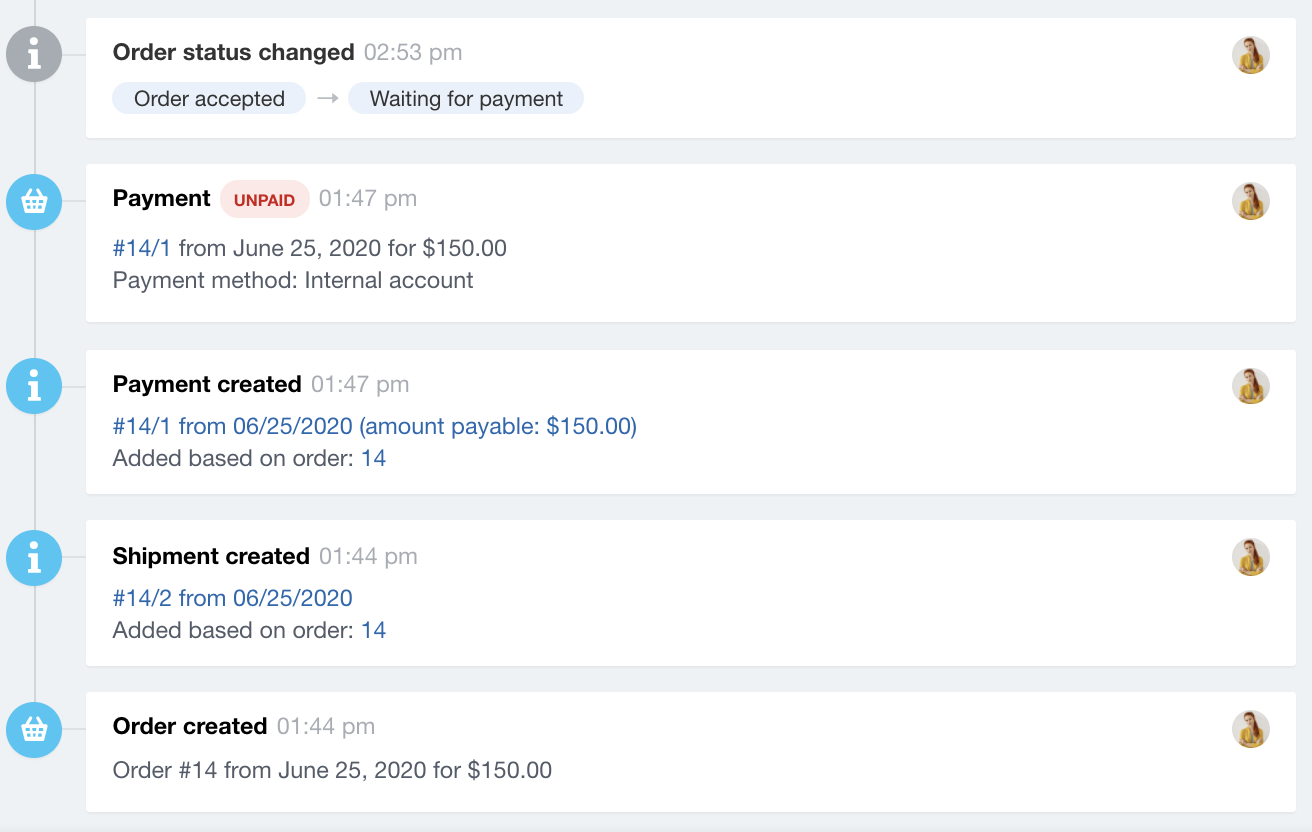 Order status changed 02:53 pm
Order accepted → Waiting for payment
Payment UNPAID 01:47 pm
#14/1 from June 25, 2020 for $150.00
Payment method: Internal account
Payment created 01:47 pm
#14/1 from 06/25/2020 (amount payable: $150.00)
Added based on order: 14
Shipment created 01:44 pm
#14/2 from 06/25/2020
Added based on order: 14
Order created 01:44 pm
Order #14 from June 25, 2020 for $150.00